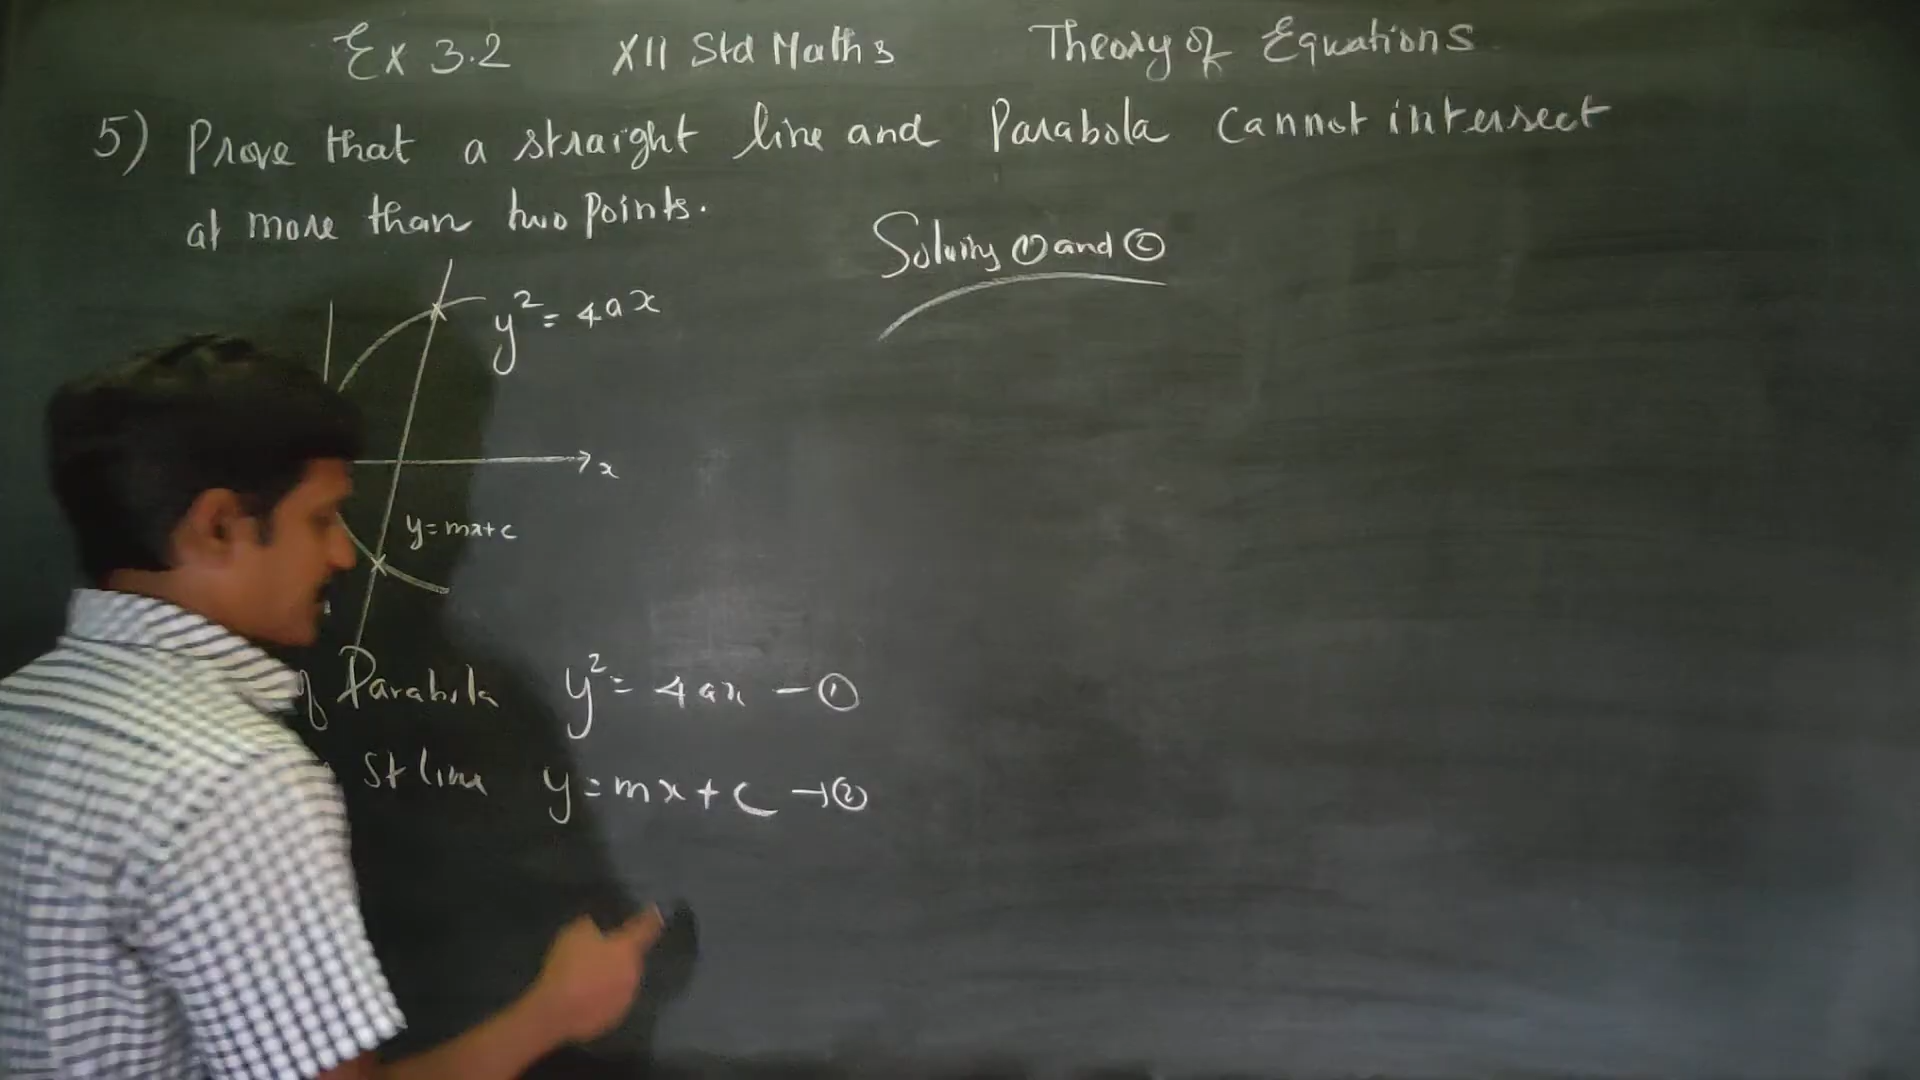 Ex 3.2 XII Std Maths Theory of Equations
5) Prove that a straight line and Parabola cannot intersect
at more than two points.
Solving ① and ②
y² = 4ax
x
y=mx+c
of Parabola y² = 4ax - ①
St line y = mx + c → ②